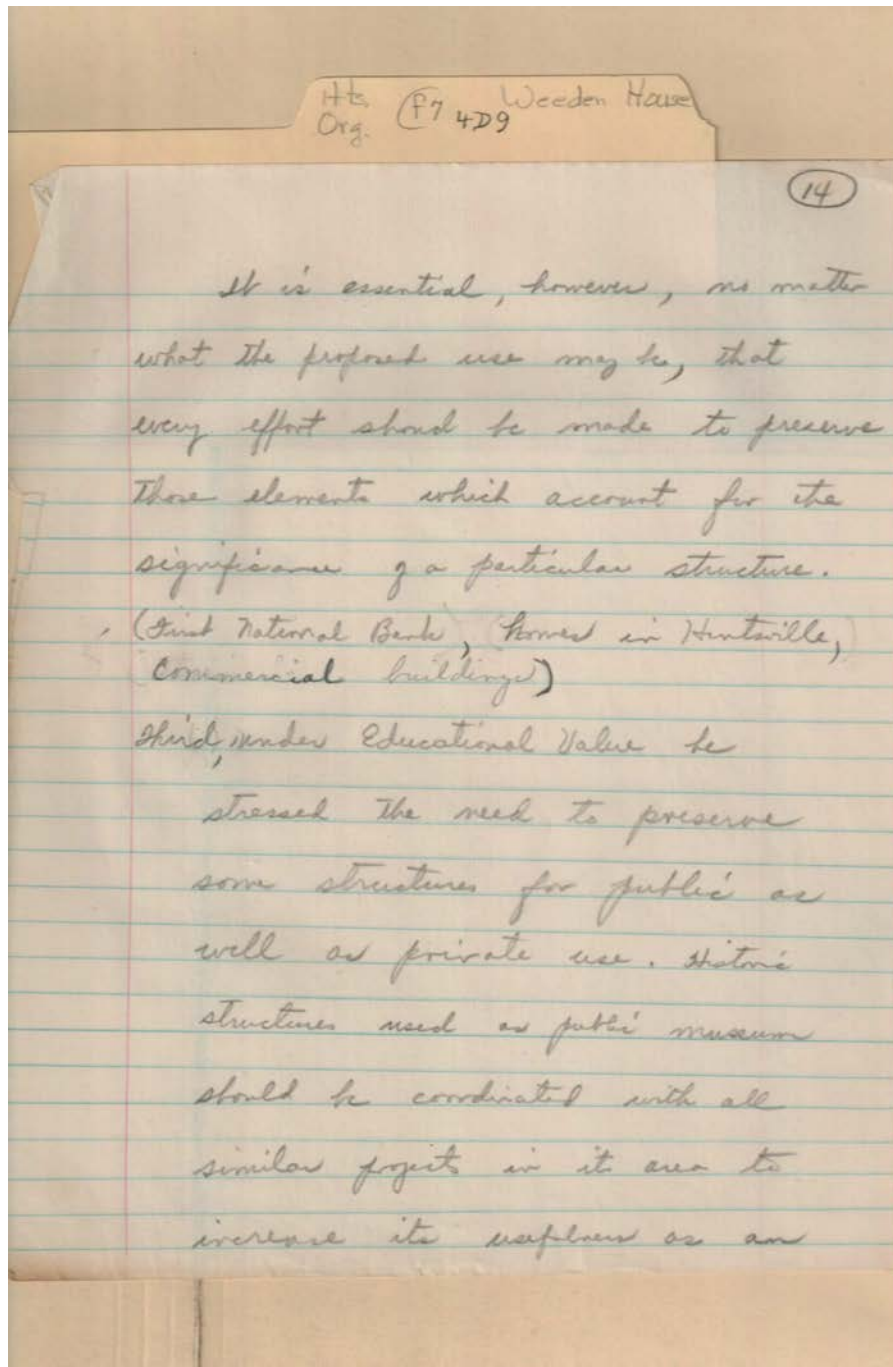 Hts. Weeden House
Org. f7 4D9
14
It is essential, however, no matter
what the proposed use may be, that
every effort shoud be made to preserve
those elements which account for the
significance of a particular structure.
(First National Bank, (homes in Huntsville,)
(Commercial buildings)
Third, under Educational Value he
stressed the need to preserve
some structures for public as
well as private use. Historic
structures used as public museum
should be coordinated with all
similar projects in its area to
increase its usefulness as an